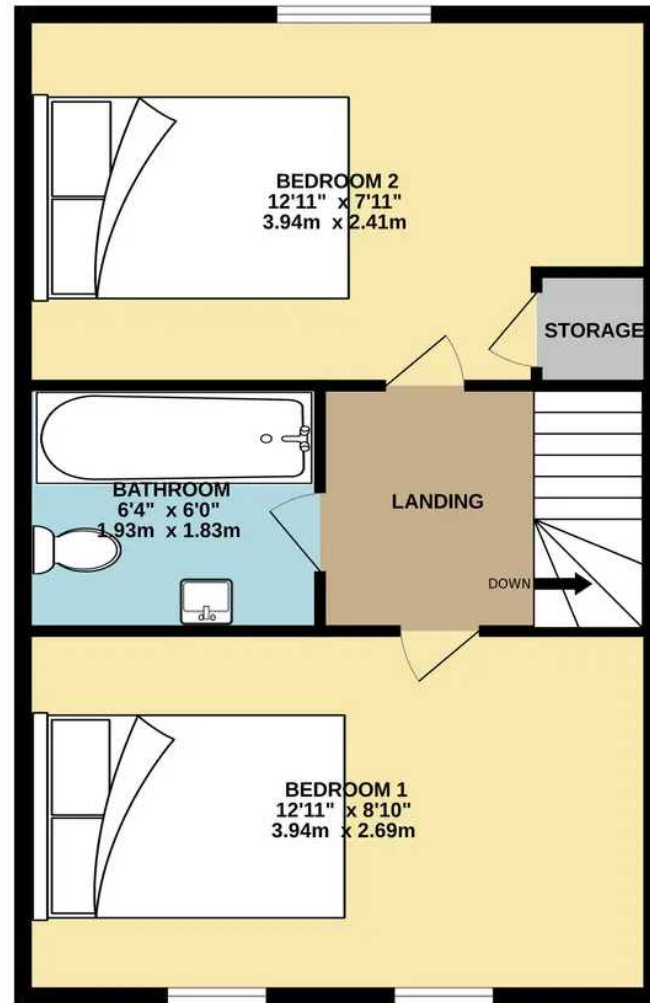 BEDROOM 2
12'11" x 7'11"
3.94m x 2.41m
STORAGE
BATHROOM
6'4" x 6'0"
1.93m x 1.83m
LANDING
DOWN
BEDROOM 1
12'11" x 8'10"
3.94m x 2.69m